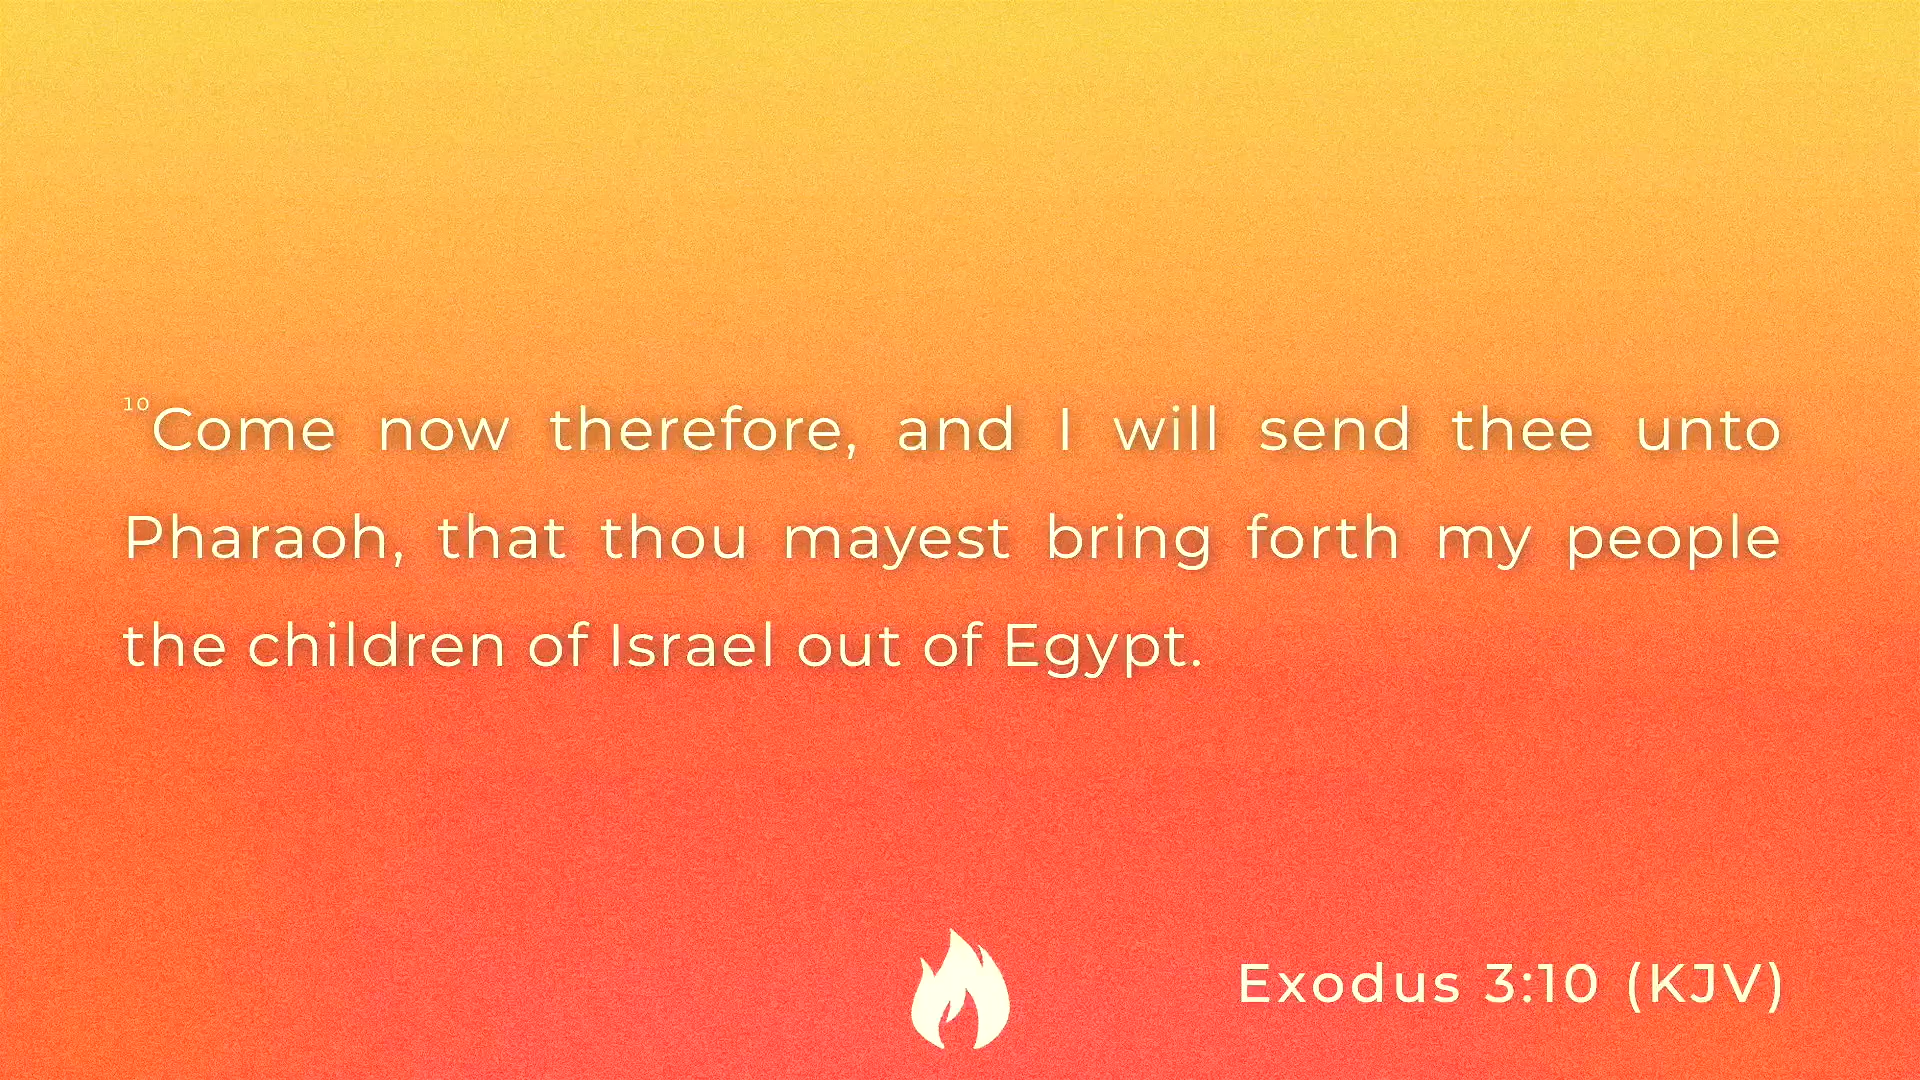 10Come now therefore, and I will send thee unto
Pharaoh, that thou mayest bring forth my people
the children of Israel out of Egypt.
Exodus 3:10 (KJV)